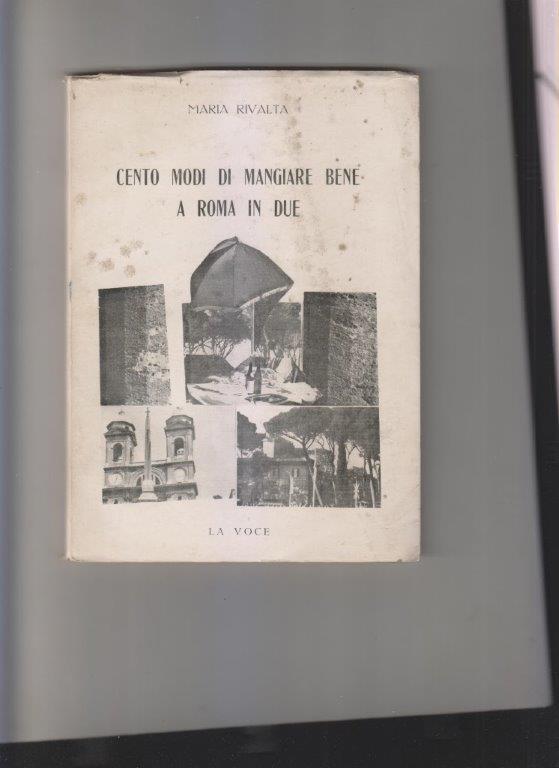 MARIA RIVALTA
CENTO MODI DI MANGIARE BENE
A ROMA IN DUE
LA VOCE